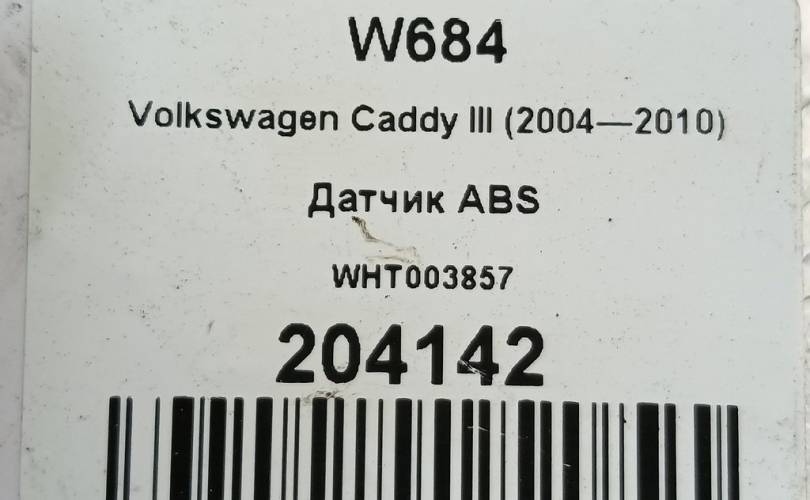 W684
Volkswagen Caddy III (2004—2010)
Датчик ABS
WHT003857
204142